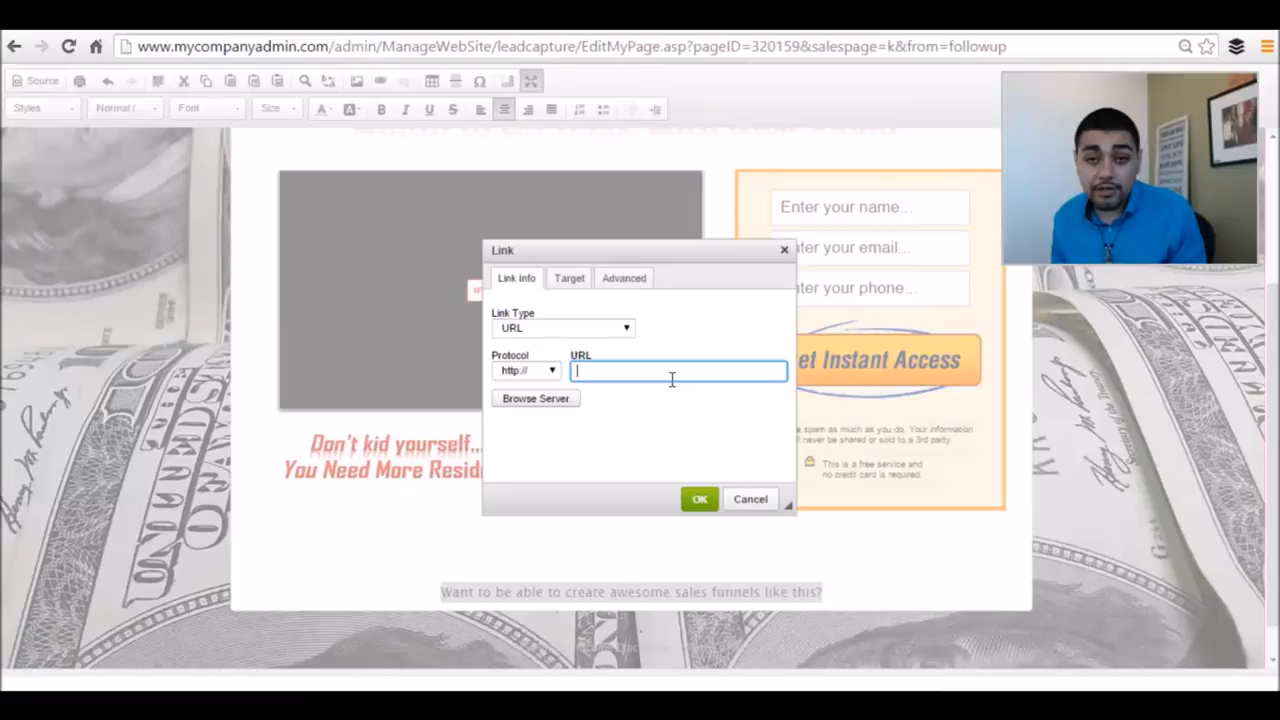 www.mycompanyadmin.com/admin/ManageWebSite/leadcapture/EditMyPage.asp?pageID=320159&salespage=k&from=followup
Source
Styles
Normal (
Font
Size
Enter your name...
Link
nter your email...
Link Info
Target
Advanced
nter your phone...
Link Type
URL
Protocol
URL
http://
et Instant Access
Browse Server
Don't kid yourself...
You Need More Resid
spam as much as you do. Your information
ll never be shared or sold to a 3rd party.
This is a free service and
no credit card is required.
OK
Cancel
Want to be able to create awesome sales funnels like this?